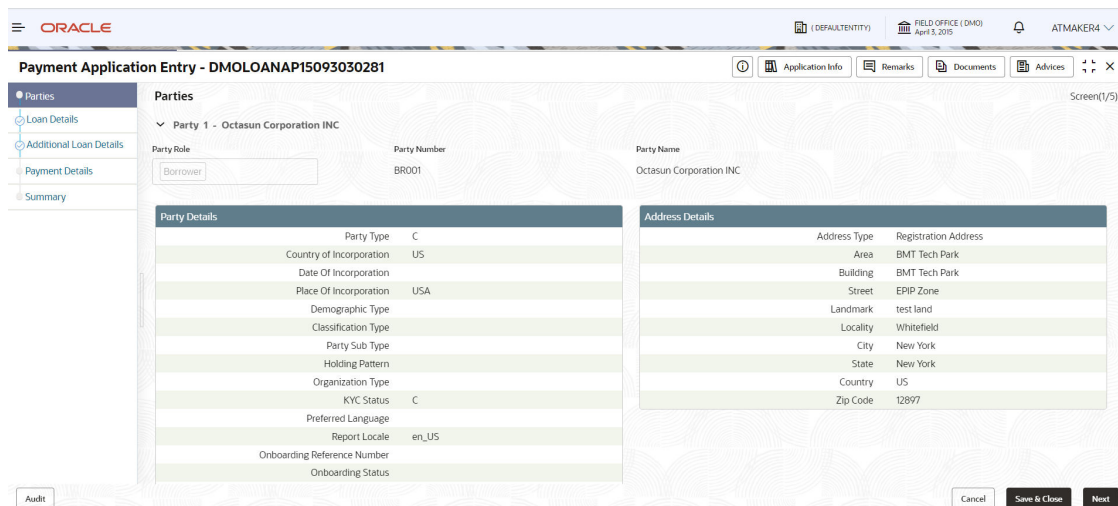 ORACLE
( DEFAULTENTITY)
FIELD OFFICE ( DMO)
April 3, 2015
ATMAKER4
Payment Application Entry - DMOLOANAP15093030281
Application Info
Remarks
Documents
Advices
Parties
Loan Details
Additional Loan Details
Payment Details
Summary
Parties
Screen(1/5)
Party 1 - Octasun Corporation INC
Party Role Party Number Party Name
Borrower BR001 Octasun Corporation INC
Party Details
Party Type C
Country of Incorporation US
Date Of Incorporation
Place Of Incorporation USA
Demographic Type
Classification Type
Party Sub Type
Holding Pattern
Organization Type
KYC Status C
Preferred Language
Report Locale en_US
Onboarding Reference Number
Onboarding Status
Address Details
Address Type Registration Address
Area BMT Tech Park
Building BMT Tech Park
Street EPIP Zone
Landmark test land
Locality Whitefield
City New York
State New York
Country US
Zip Code 12897
Audit
Cancel
Save & Close
Next